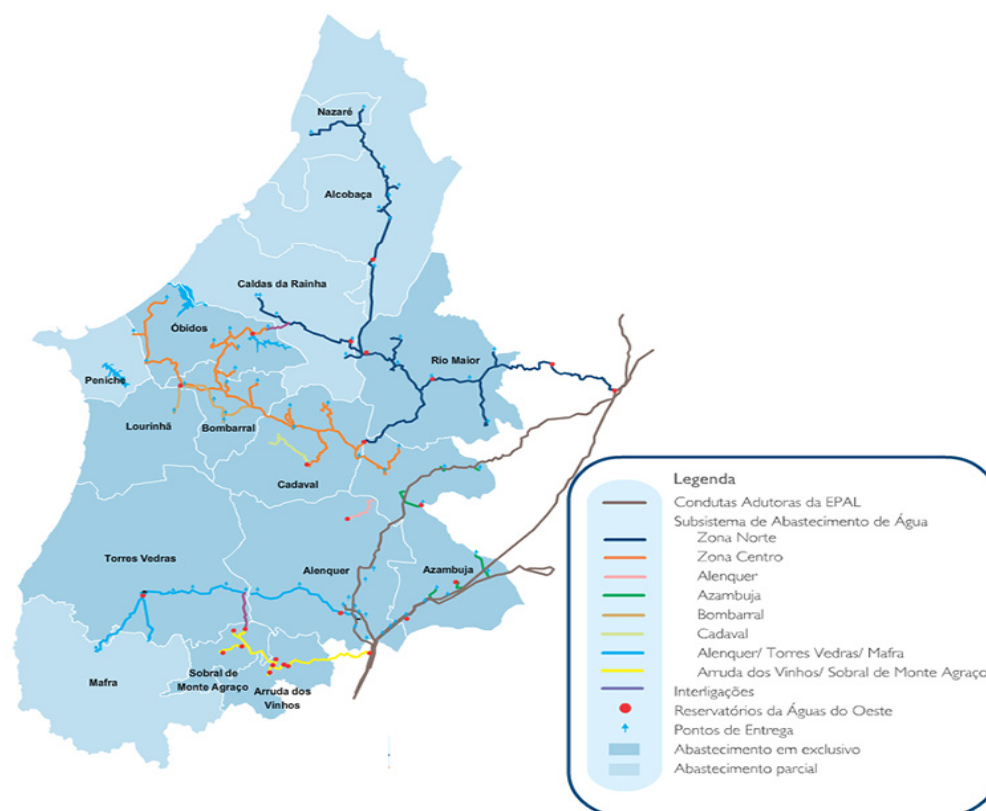 Nazaré
Alcobaça
Caldas da Rainha
Óbidos
Rio Maior
Peniche
Lourinhã
Bombarral
Cadaval
Torres Vedras
Alenquer
Azambuja
Mafra
Sobral de
Monte Agraço
Arruda dos
Vinhos
Legenda
Condutas Adutoras da EPAL
Subsistema de Abastecimento de Água
Zona Norte
Zona Centro
Alenquer
Azambuja
Bombarral
Cadaval
Alenquer/ Torres Vedras/ Mafra
Arruda dos Vinhos/ Sobral de Monte Agraço
Interligações
Reservatórios da Águas do Oeste
Pontos de Entrega
Abastecimento em exclusivo
Abastecimento parcial